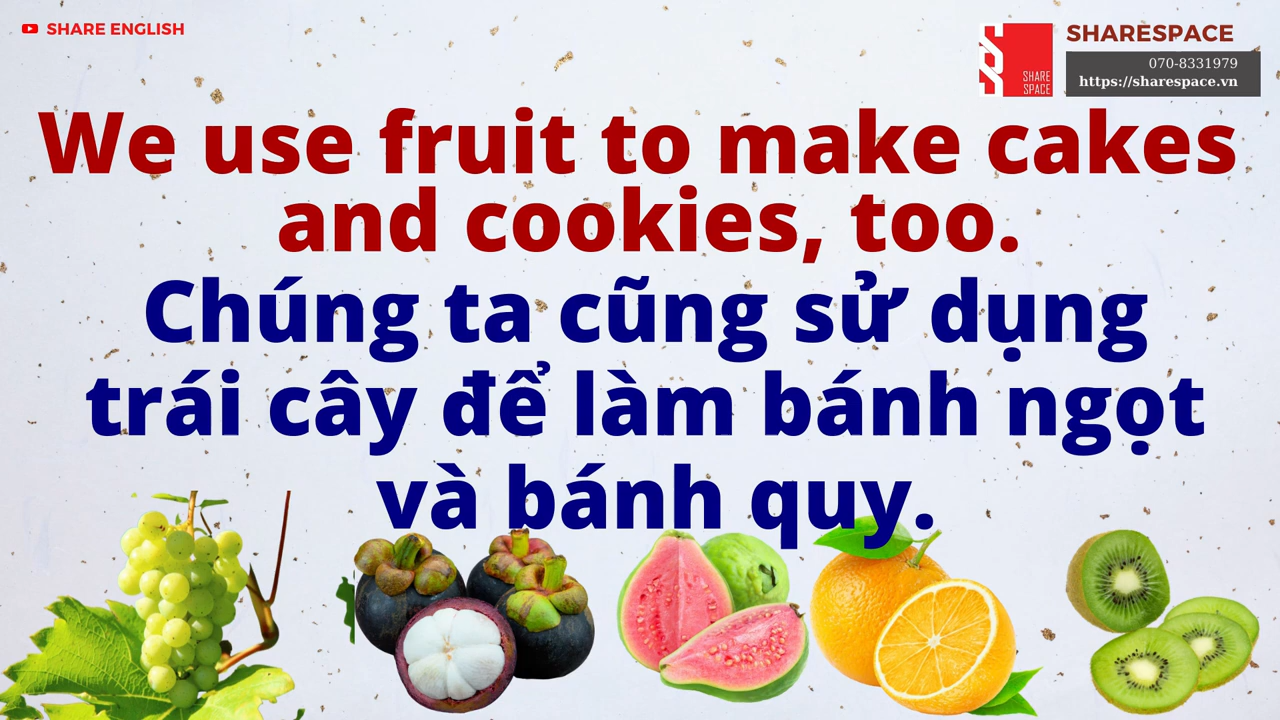 SHARE ENGLISH
SHARESPACE
070-8331979
https://sharespace.vn
SHARE
SPACE
We use fruit to make cakes
and cookies, too.
Chúng ta cũng sử dụng
trái cây để làm bánh ngọt
và bánh quy.